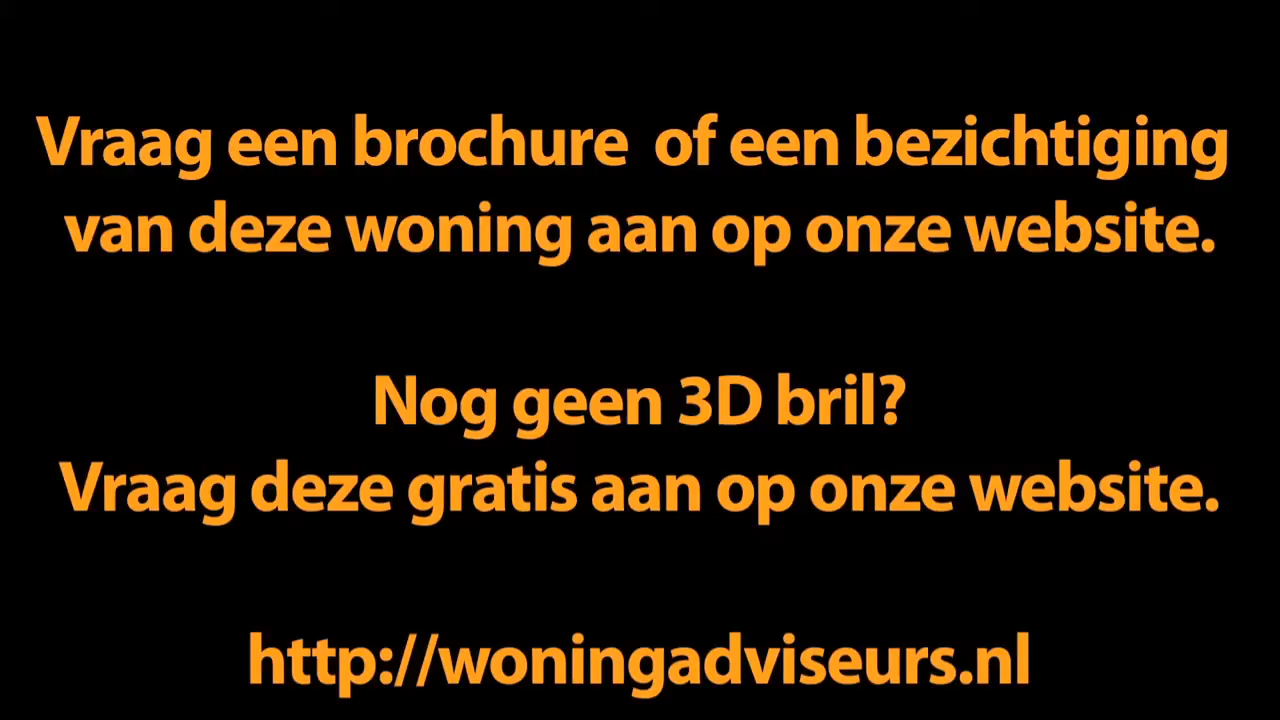 Vraag een brochure  of een bezichtiging
van deze woning aan op onze website.
Nog geen 3D bril?
Vraag deze gratis aan op onze website.
http://woningadviseurs.nl